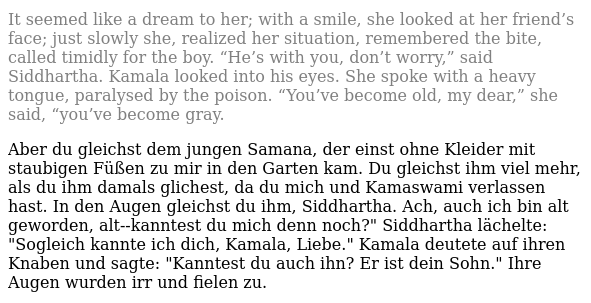 It seemed like a dream to her; with a smile, she looked at her friend’s
face; just slowly she, realized her situation, remembered the bite,
called timidly for the boy. “He’s with you, don’t worry,” said
Siddhartha. Kamala looked into his eyes. She spoke with a heavy
tongue, paralysed by the poison. “You’ve become old, my dear,” she
said, “you’ve become gray.
Aber du gleichst dem jungen Samana, der einst ohne Kleider mit
staubigen Füßen zu mir in den Garten kam. Du gleichst ihm viel mehr,
als du ihm damals glichest, da du mich und Kamaswami verlassen
hast. In den Augen gleichst du ihm, Siddhartha. Ach, auch ich bin alt
geworden, alt--kanntest du mich denn noch?" Siddhartha lächelte:
"Sogleich kannte ich dich, Kamala, Liebe." Kamala deutete auf ihren
Knaben und sagte: "Kanntest du auch ihn? Er ist dein Sohn." Ihre
Augen wurden irr und fielen zu.